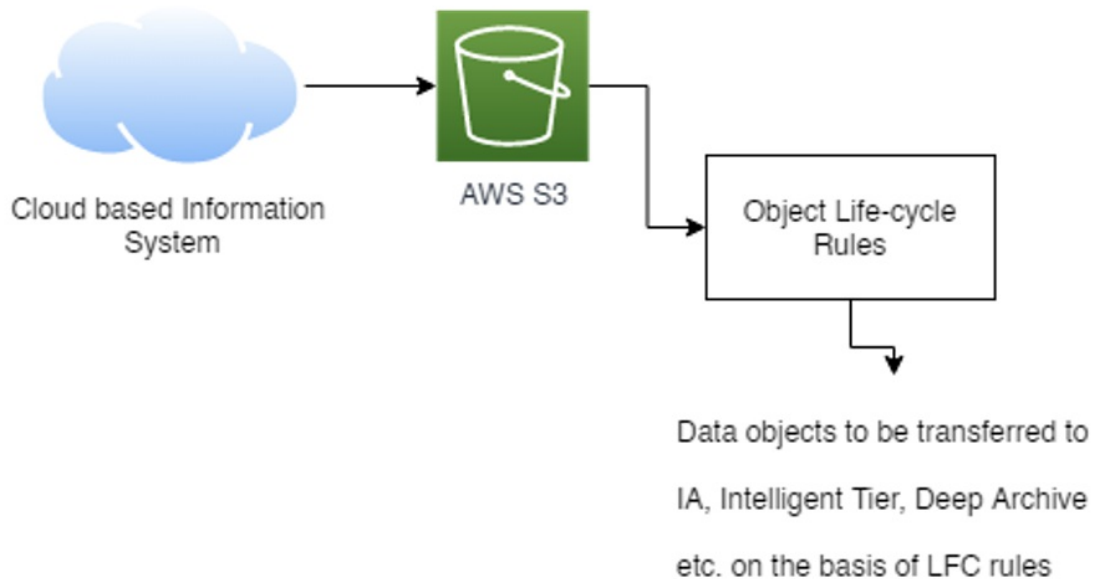 Cloud based Information
System
AWS S3
Object Life-cycle
Rules
Data objects to be transferred to
IA, Intelligent Tier, Deep Archive
etc. on the basis of LFC rules